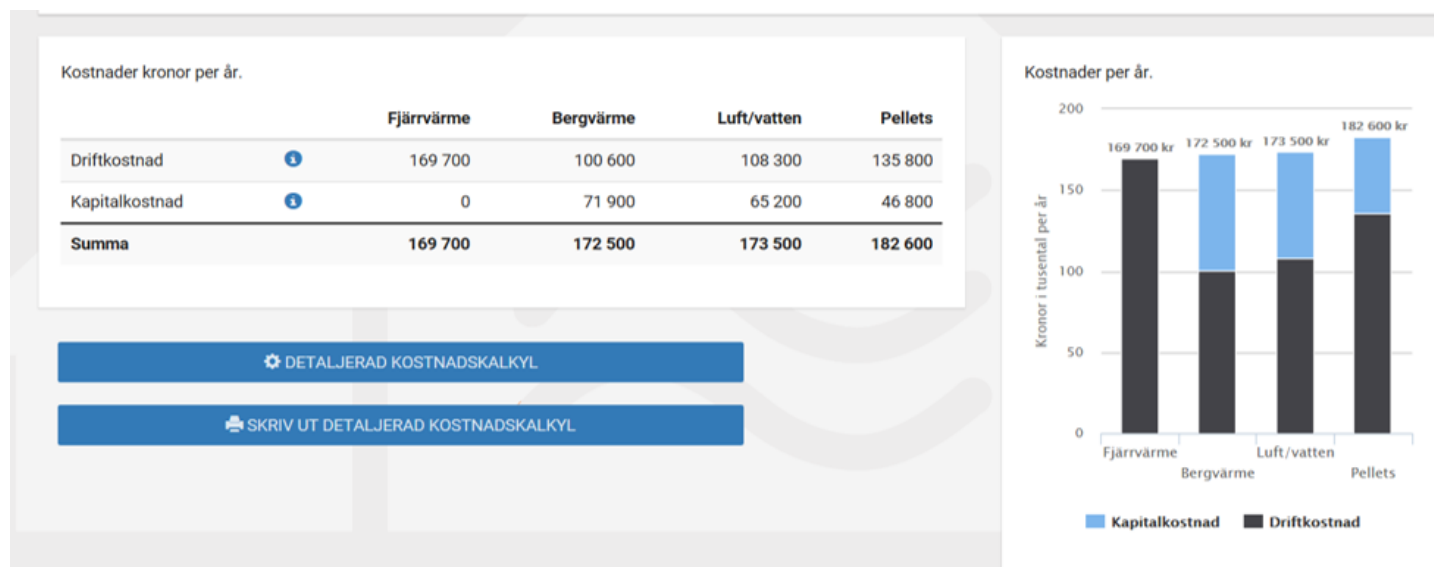 Kostnader kronor per år.
Fjärrvärme Bergvärme Luft/vatten Pellets
Driftkostnad 169 700 100 600 108 300 135 800
Kapitalkostnad 0 71 900 65 200 46 800
Summa 169 700 172 500 173 500 182 600
DETALJERAD KOSTNADSKALKYL
SKRIV UT DETALJERAD KOSTNADSKALKYL
Kostnader per år.
Kronor i tusental per år
200
150
100
50
0
169 700 kr 172 500 kr 173 500 kr 182 600 kr
Fjärrvärme Luft/vatten
Bergvärme Pellets
Kapitalkostnad Driftkostnad